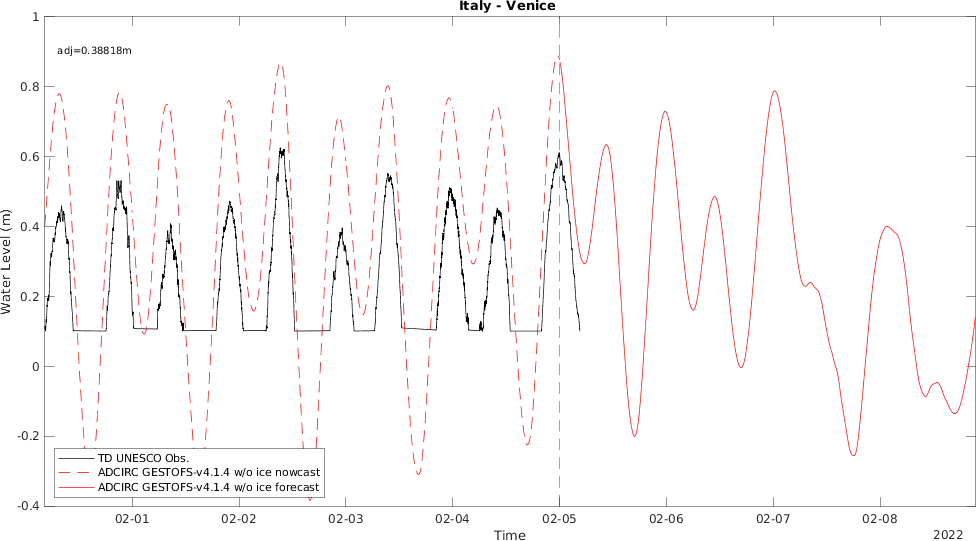 Italy - Venice
adj=0.38818m
1
0.8
0.6
0.4
0.2
0
-0.2
-0.4
Water Level (m)
TD UNESCO Obs.
ADCIRC GESTOFS-v4.1.4 w/o ice nowcast
ADCIRC GESTOFS-v4.1.4 w/o ice forecast
02-01 02-02 02-03 02-04 02-05 02-06 02-07 02-08
Time
2022